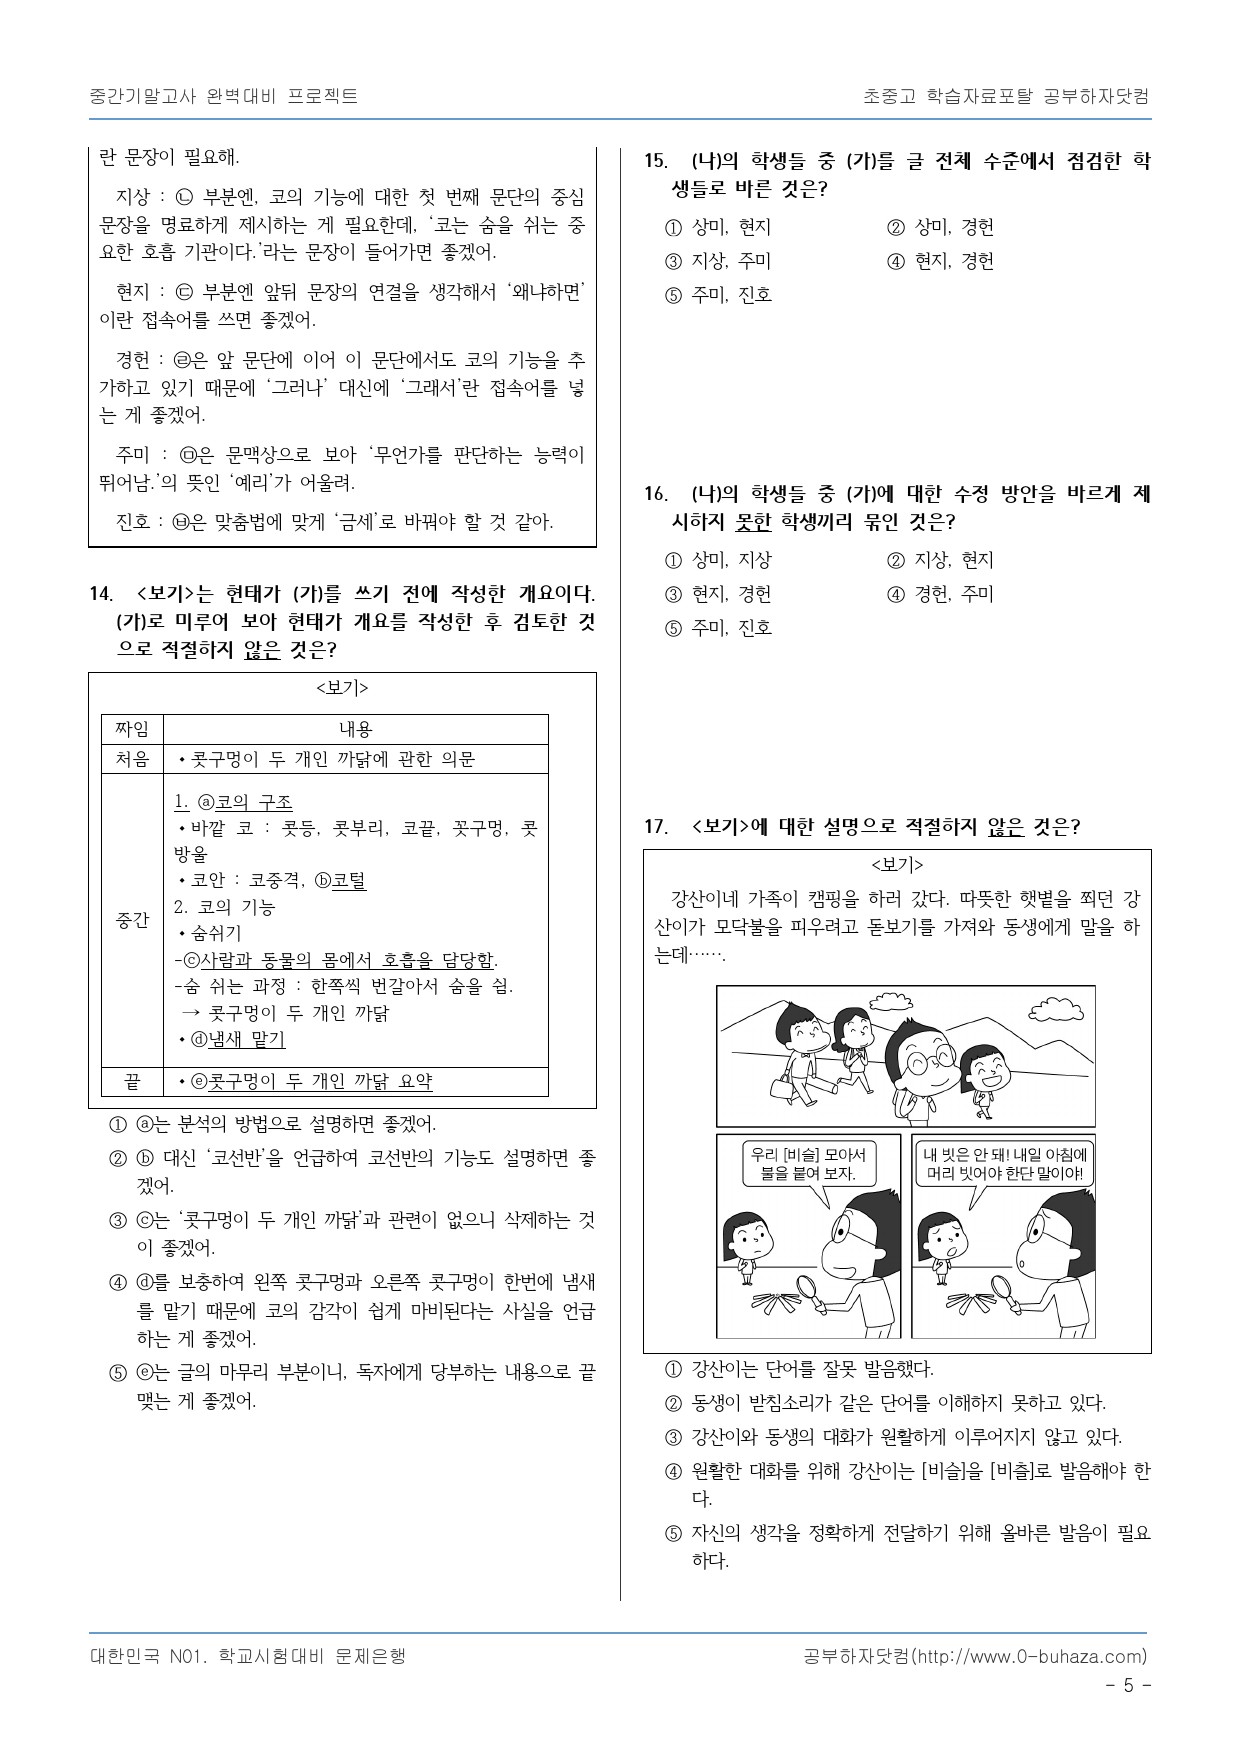 중간기말고사 완벽대비 프로젝트
초중고 학습자료포탈 공부하자닷컴
란 문장이 필요해.
지상 : ㉡ 부분엔, 코의 기능에 대한 첫 번째 문단의 중심
문장을 명료하게 제시하는 게 필요한데, ‘코는 숨을 쉬는 중
요한 호흡 기관이다.’라는 문장이 들어가면 좋겠어.
현지 : ㉢ 부분엔 앞뒤 문장의 연결을 생각해서 ‘왜냐하면’
이란 접속어를 쓰면 좋겠어.
경헌 : ㉣은 앞 문단에 이어 이 문단에서도 코의 기능을 추
가하고 있기 때문에 ‘그러나’ 대신에 ‘그래서’란 접속어를 넣
는 게 좋겠어.
주미 : ㉤은 문맥상으로 보아 ‘무언가를 판단하는 능력이
뛰어남.’의 뜻인 ‘예리’가 어울려.
진호 : ㉥은 맞춤법에 맞게 ‘금세’로 바꿔야 할 것 같아.
14. <보기>는 현태가 (가)를 쓰기 전에 작성한 개요이다.
(가)로 미루어 보아 현태가 개요를 작성한 후 검토한 것
으로 적절하지 않은 것은?
<보기>
짜임 내용
처음 •콧구멍이 두 개인 까닭에 관한 의문
중간
1. ⓐ코의 구조
•바깥 코 : 콧등, 콧부리, 코끝, 꼿구멍, 콧
방울
•코안 : 코중격, ⓑ코털
2. 코의 기능
•숨쉬기
-ⓒ사람과 동물의 몸에서 호흡을 담당함.
-숨 쉬는 과정 : 한쪽씩 번갈아서 숨을 쉼.
→ 콧구멍이 두 개인 까닭
•ⓓ냄새 맡기
끝 •ⓔ콧구멍이 두 개인 까닭 요약
① ⓐ는 분석의 방법으로 설명하면 좋겠어.
② ⓑ 대신 ‘코선반’을 언급하여 코선반의 기능도 설명하면 좋
겠어.
③ ⓒ는 ‘콧구멍이 두 개인 까닭’과 관련이 없으니 삭제하는 것
이 좋겠어.
④ ⓓ를 보충하여 왼쪽 콧구멍과 오른쪽 콧구멍이 한번에 냄새
를 맡기 때문에 코의 감각이 쉽게 마비된다는 사실을 언급
하는 게 좋겠어.
⑤ ⓔ는 글의 마무리 부분이니, 독자에게 당부하는 내용으로 끝
맺는 게 좋겠어.
15. (나)의 학생들 중 (가)를 글 전체 수준에서 점검한 학
생들로 바른 것은?
① 상미, 현지 ② 상미, 경헌
③ 지상, 주미 ④ 현지, 경헌
⑤ 주미, 진호
16. (나)의 학생들 중 (가)에 대한 수정 방안을 바르게 제
시하지 못한 학생끼리 묶인 것은?
① 상미, 지상 ② 지상, 현지
③ 현지, 경헌 ④ 경헌, 주미
⑤ 주미, 진호
17. <보기>에 대한 설명으로 적절하지 않은 것은?
<보기>
강산이네 가족이 캠핑을 하러 갔다. 따뜻한 햇볕을 쬐던 강
산이가 모닥불을 피우려고 돋보기를 가져와 동생에게 말을 하
는데…….
우리 [비슬] 모아서
불을 붙여 보자.
내 빗은 안 돼! 내일 아침에
머리 빗어야 한단 말이야!
① 강산이는 단어를 잘못 발음했다.
② 동생이 받침소리가 같은 단어를 이해하지 못하고 있다.
③ 강산이와 동생의 대화가 원활하게 이루어지지 않고 있다.
④ 원활한 대화를 위해 강산이는 [비슬]을 [비츨]로 발음해야 한
다.
⑤ 자신의 생각을 정확하게 전달하기 위해 올바른 발음이 필요
하다.
대한민국 N01. 학교시험대비 문제은행
공부하자닷컴(http://www.0-buhaza.com)
- 5 -